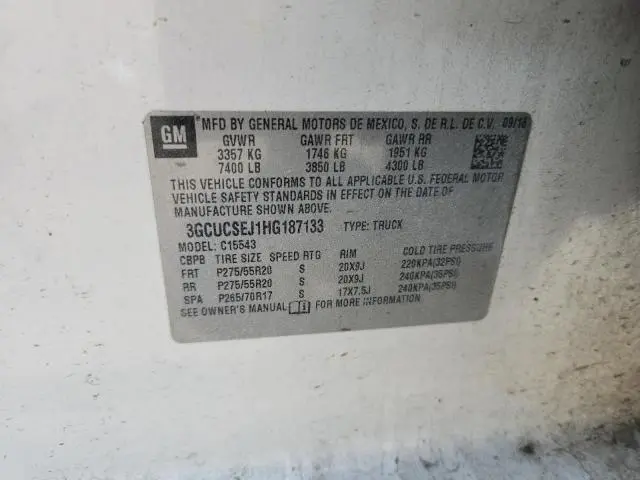 GM
MFD BY GENERAL MOTORS DE MEXICO, S. DE R.L. DE C.V. 09/16
GVWR GAWR FRT GAWR RR
3357 KG 1746 KG 1951 KG
7400 LB 3850 LB 4300 LB
THIS VEHICLE CONFORMS TO ALL APPLICABLE U.S. FEDERAL MOTOR
VEHICLE SAFETY STANDARDS IN EFFECT ON THE DATE OF
MANUFACTURE SHOWN ABOVE.
3GCUCSEJ1HG187133 TYPE: TRUCK
MODEL: C15543
CBPB TIRE SIZE SPEED RTG RIM COLD TIRE PRESSURE
FRT P275/55R20 S 20X9J 220KPA(32PSI)
RR P275/55R20 S 20X9J 240KPA(35PSI)
SPA P265/70R17 S 17X7.5J 240KPA(35PSI)
SEE OWNER'S MANUAL FOR MORE INFORMATION